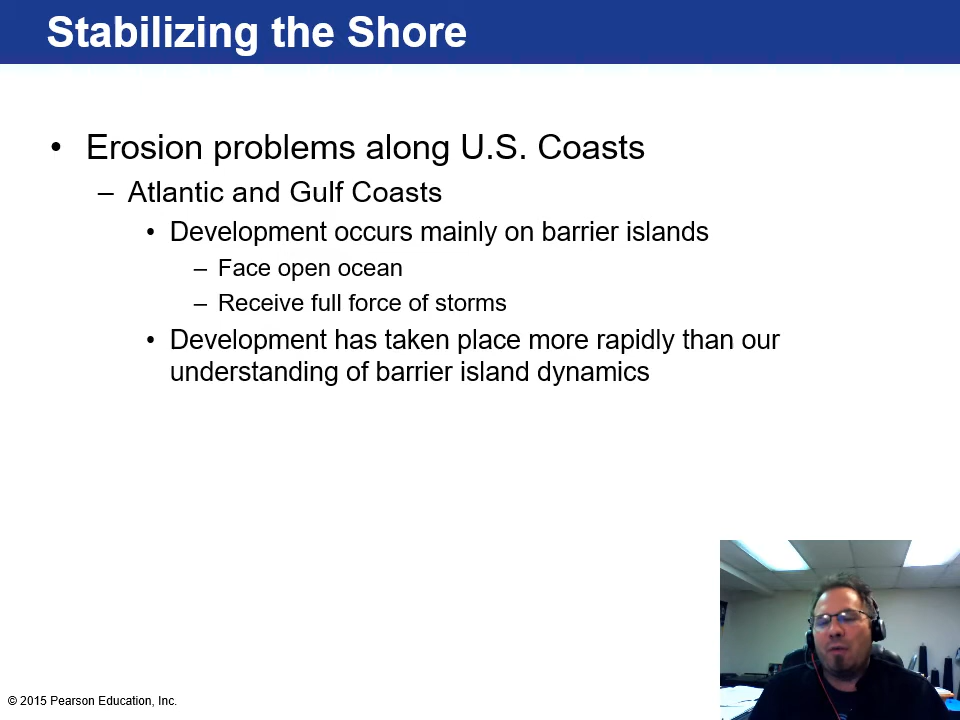 Stabilizing the Shore
• Erosion problems along U.S. Coasts
– Atlantic and Gulf Coasts
• Development occurs mainly on barrier islands
– Face open ocean
– Receive full force of storms
• Development has taken place more rapidly than our
understanding of barrier island dynamics
© 2015 Pearson Education, Inc.